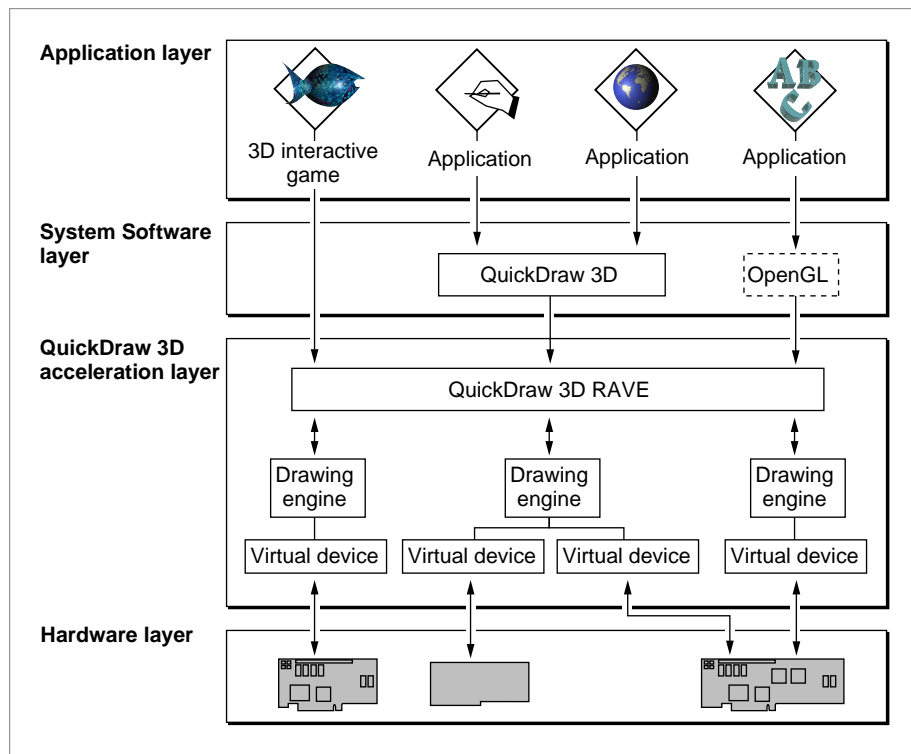 Application layer
3D interactive
game
Application
Application
Application
System Software
layer
QuickDraw 3D
OpenGL
QuickDraw 3D
acceleration layer
QuickDraw 3D RAVE
Drawing
engine
Drawing
engine
Drawing
engine
Virtual device
Virtual device
Virtual device
Virtual device
Hardware layer